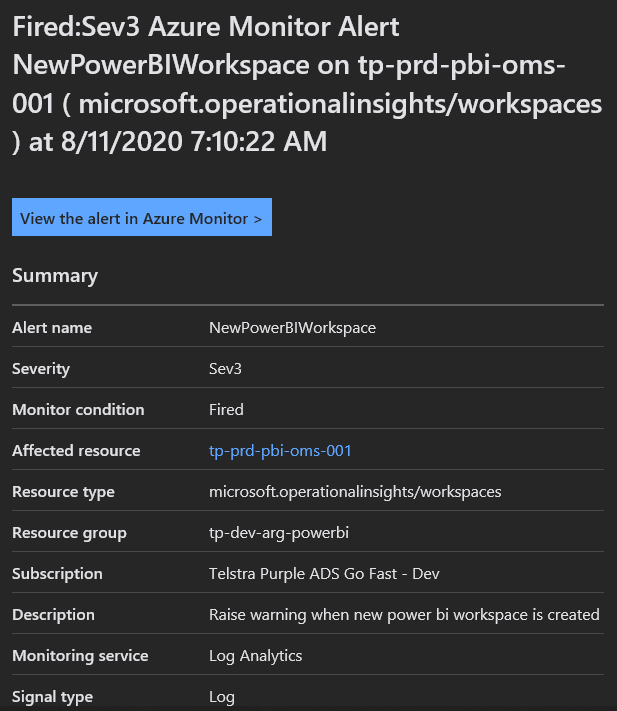 Fired:Sev3 Azure Monitor Alert
NewPowerBIWorkspace on tp-prd-pbi-oms-
001 ( microsoft.operationalinsights/workspaces
) at 8/11/2020 7:10:22 AM
View the alert in Azure Monitor >
Summary
Alert name NewPowerBIWorkspace
Severity Sev3
Monitor condition Fired
Affected resource tp-prd-pbi-oms-001
Resource type microsoft.operationalinsights/workspaces
Resource group tp-dev-arg-powerbi
Subscription Telstra Purple ADS Go Fast - Dev
Description Raise warning when new power bi workspace is created
Monitoring service Log Analytics
Signal type Log